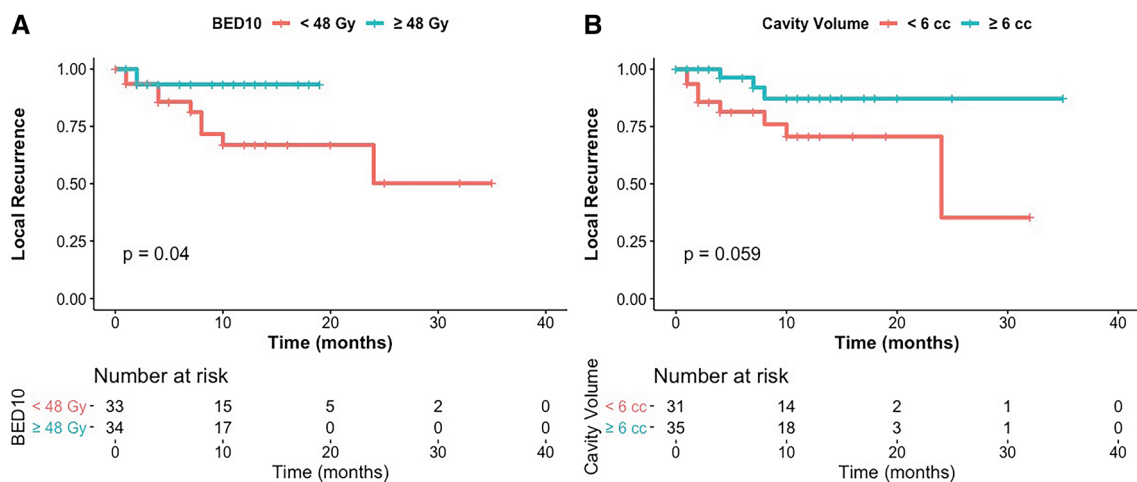 A
BED10 < 48 Gy ≥ 48 Gy
1.00
0.75
0.50
0.25
0.00
Local Recurrence
p = 0.04
0 10 20 30 40
Time (months)
Number at risk
BED10
< 48 Gy 33 15 5 2 0
≥ 48 Gy 34 17 0 0 0
0 10 20 30 40
Time (months)
B
Cavity Volume < 6 cc ≥ 6 cc
1.00
0.75
0.50
0.25
0.00
Local Recurrence
p = 0.059
0 10 20 30 40
Time (months)
Number at risk
Cavity Volume
< 6 cc 31 14 2 1 0
≥ 6 cc 35 18 3 1 0
0 10 20 30 40
Time (months)